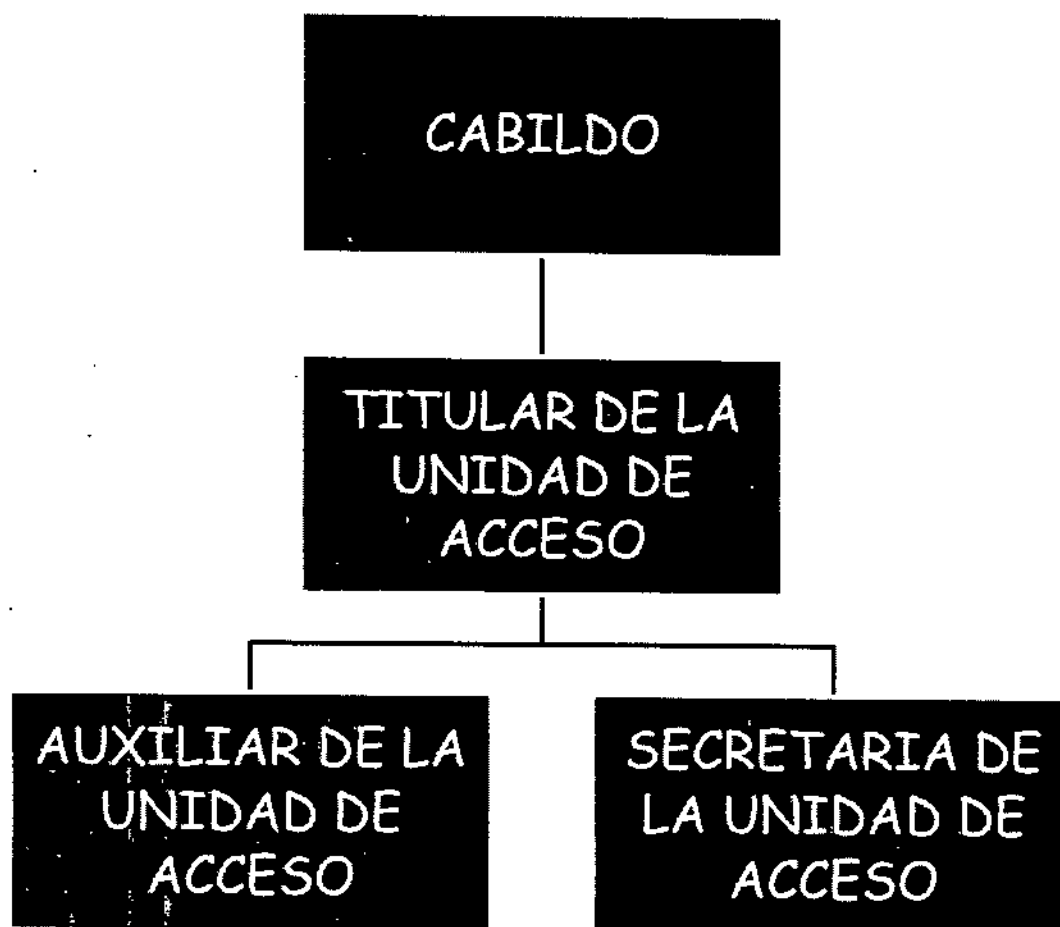 CABILDO
TITULAR DE LA
UNIDAD DE
ACCESO
AUXILIAR DE LA
UNIDAD DE
ACCESO
SECRETARIA DE
LA UNIDAD DE
ACCESO